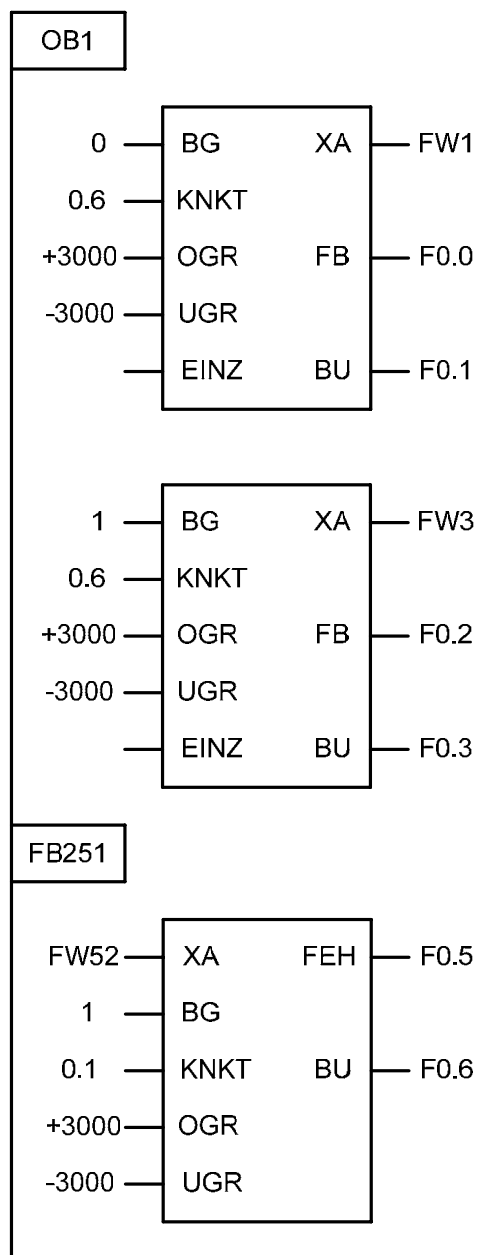 OB1
0 BG XA FW1
0.6 KNKT
+3000 OGR FB F0.0
-3000 UGR
EINZ BU F0.1
1 BG XA FW3
0.6 KNKT
+3000 OGR FB F0.2
-3000 UGR
EINZ BU F0.3
FB251
FW52 XA FEH F0.5
1 BG
0.1 KNKT BU F0.6
+3000 OGR
-3000 UGR